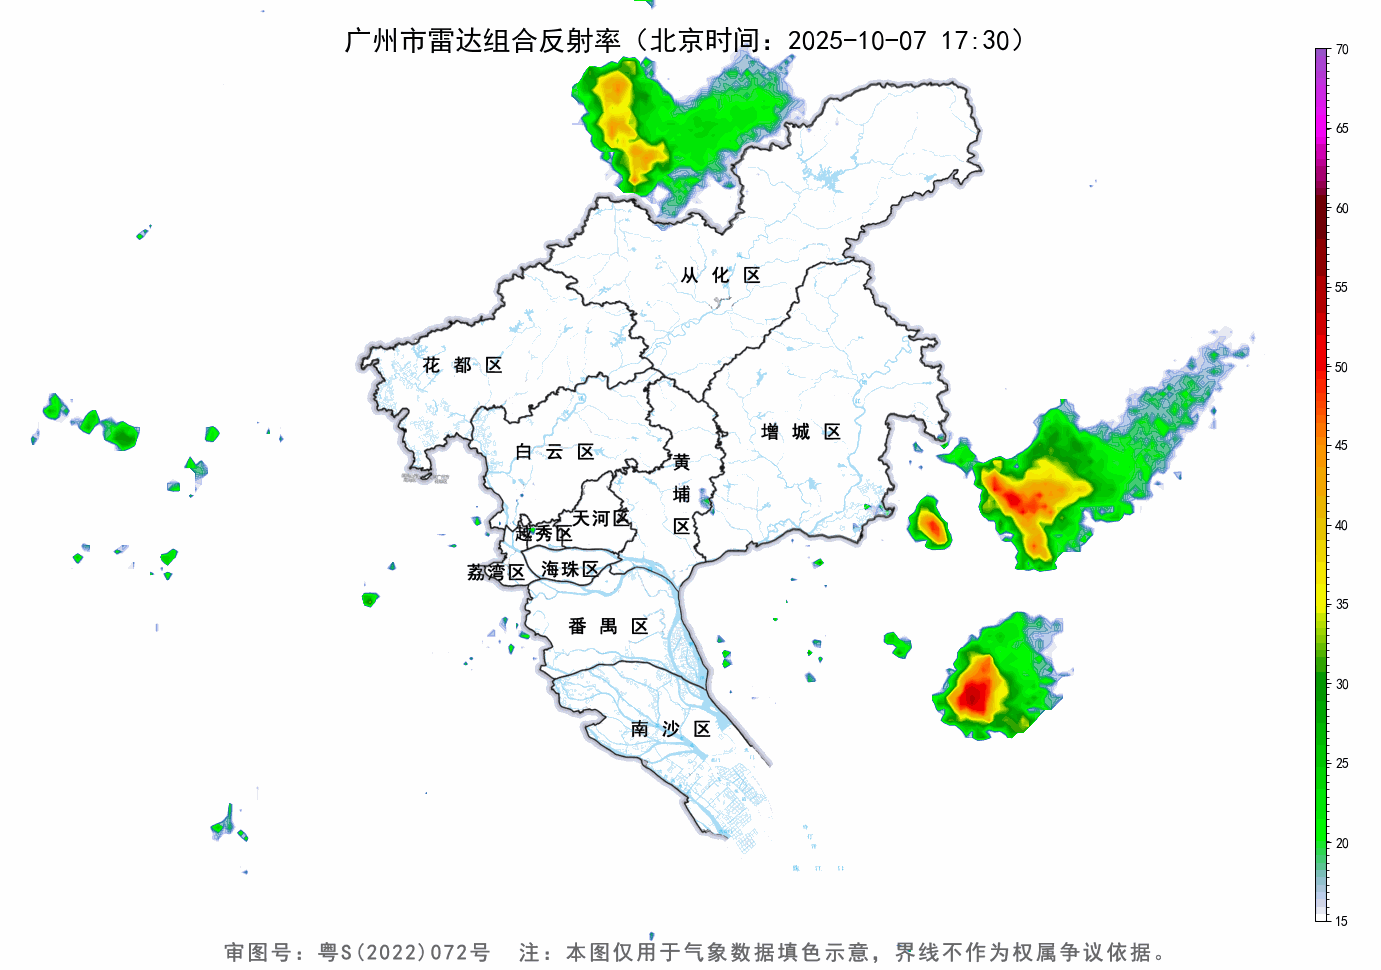 广州市雷达组合反射率（北京时间：2025-10-07 17:30）
70
65
60
55
50
45
40
35
30
25
20
15
从化区
花都区
增城区
白云区
黄埔区
天河区
越秀区
荔湾区
海珠区
番禺区
南沙区
审图号：粤S(2022)072号 注：本图仅用于气象数据填色示意，界线不作为权属争议依据。